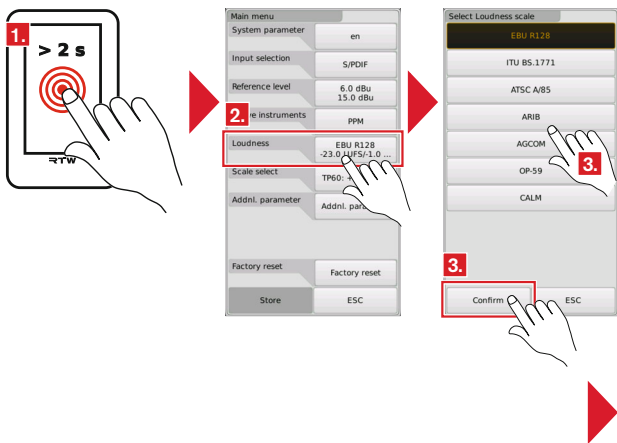 1.
> 2 s
RTW
Main menu
System parameter
en
Input selection
S/PDIF
Reference level
6.0 dBu
15.0 dBu
2.
instruments
PPM
Loudness
EBU R128
-23.0 LUFS/-1.0 ...
Scale select
TP60:
Addnl. parameter
Addnl.
Factory reset
Factory reset
Store
ESC
Select Loudness scale
EBU R128
ITU BS.1771
ATSC A/85
ARIB
AGCOM
OP-59
3.
CALM
3.
Confirm
ESC